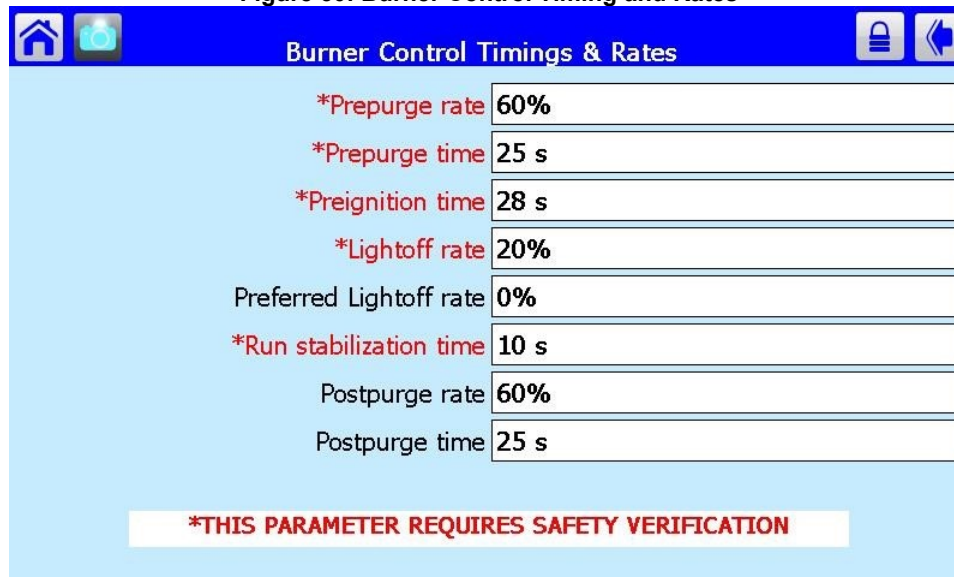 Burner Control Timings & Rates
*Prepurge rate 60%
*Prepurge time 25 s
*Preignition time 28 s
*Lightoff rate 20%
Preferred Lightoff rate 0%
*Run stabilization time 10 s
Postpurge rate 60%
Postpurge time 25 s
*THIS PARAMETER REQUIRES SAFETY VERIFICATION